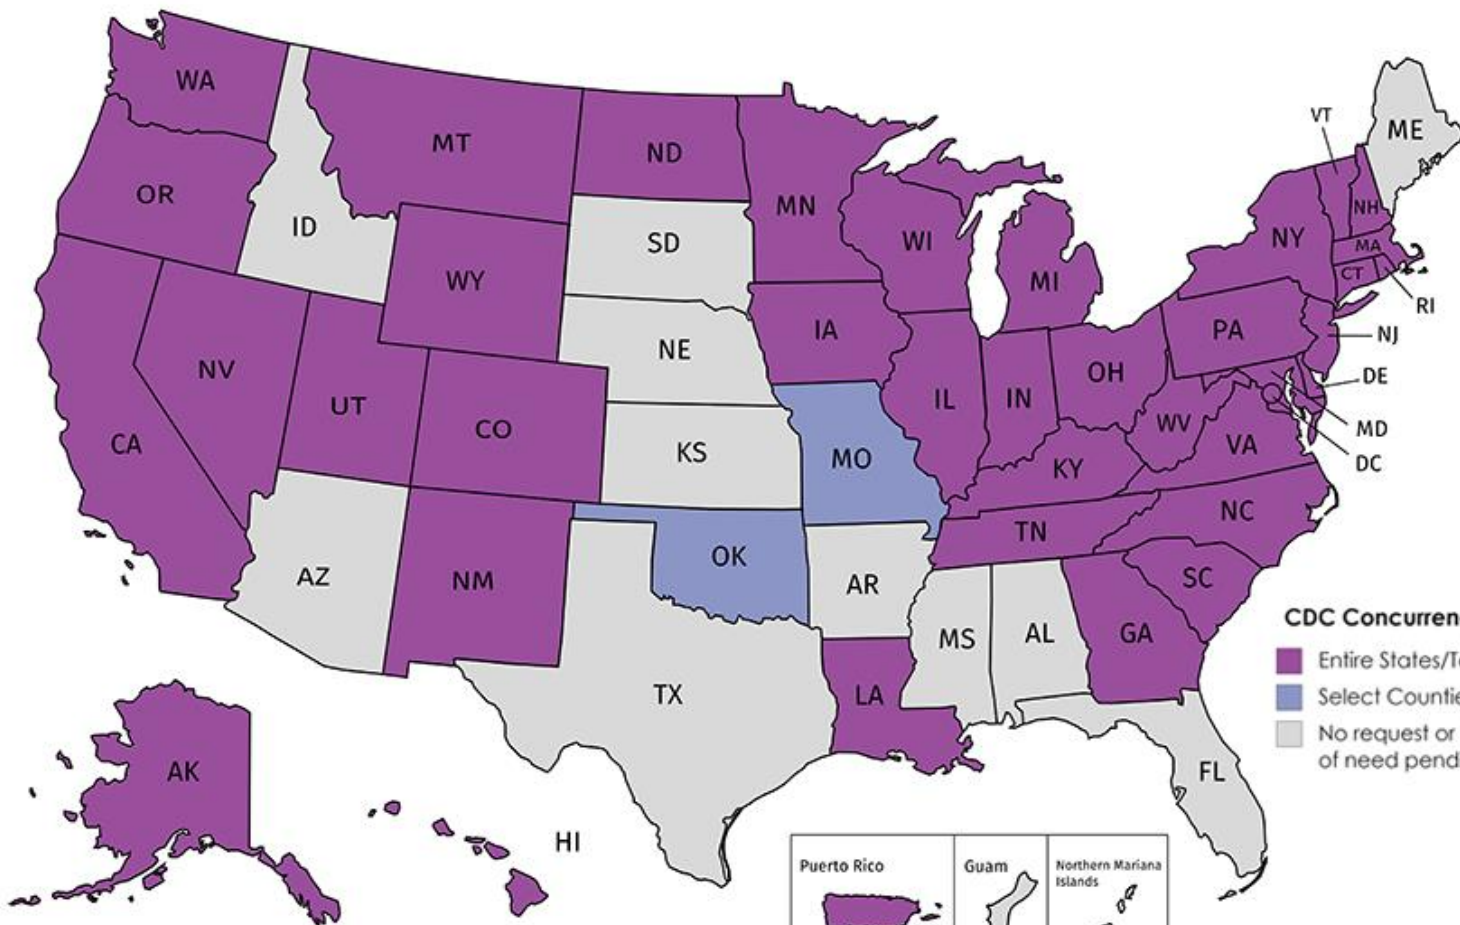 WA
MT
ND
MN
OR
ID
SD
WI
MI
WY
NE
IA
NV
UT
CO
KS
MO
IL
IN
OH
CA
PA
NY
VT
NH
ME
MA
CT
RI
NJ
DE
MD
DC
WV
VA
KY
TN
NC
SC
AZ
NM
OK
AR
MS
AL
GA
TX
LA
FL
AK
HI
CDC Concurren
Entire States/T
Select Countie
No request or
of need pend
Puerto Rico
Guam
Northern Mariana
Islands